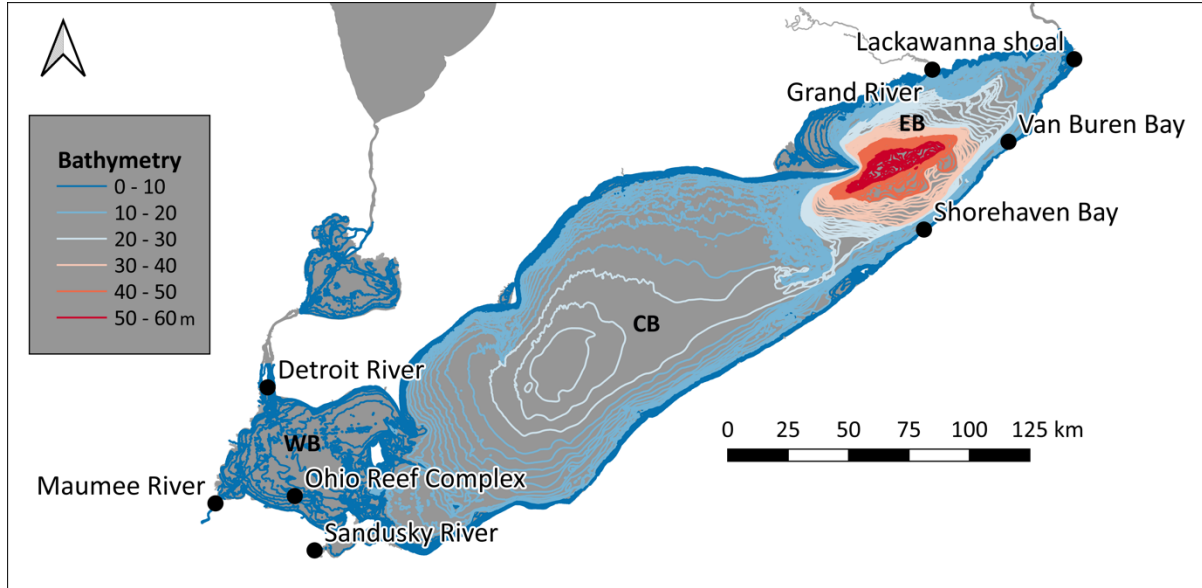 Lackawanna shoal
Grand River
EB
Van Buren Bay
Bathymetry
0 - 10
10 - 20
20 - 30
30 - 40
40 - 50
50 - 60 m
Shorehaven Bay
CB
Detroit River
WB
0 25 50 75 100 125 km
Maumee River
Ohio Reef Complex
Sandusky River